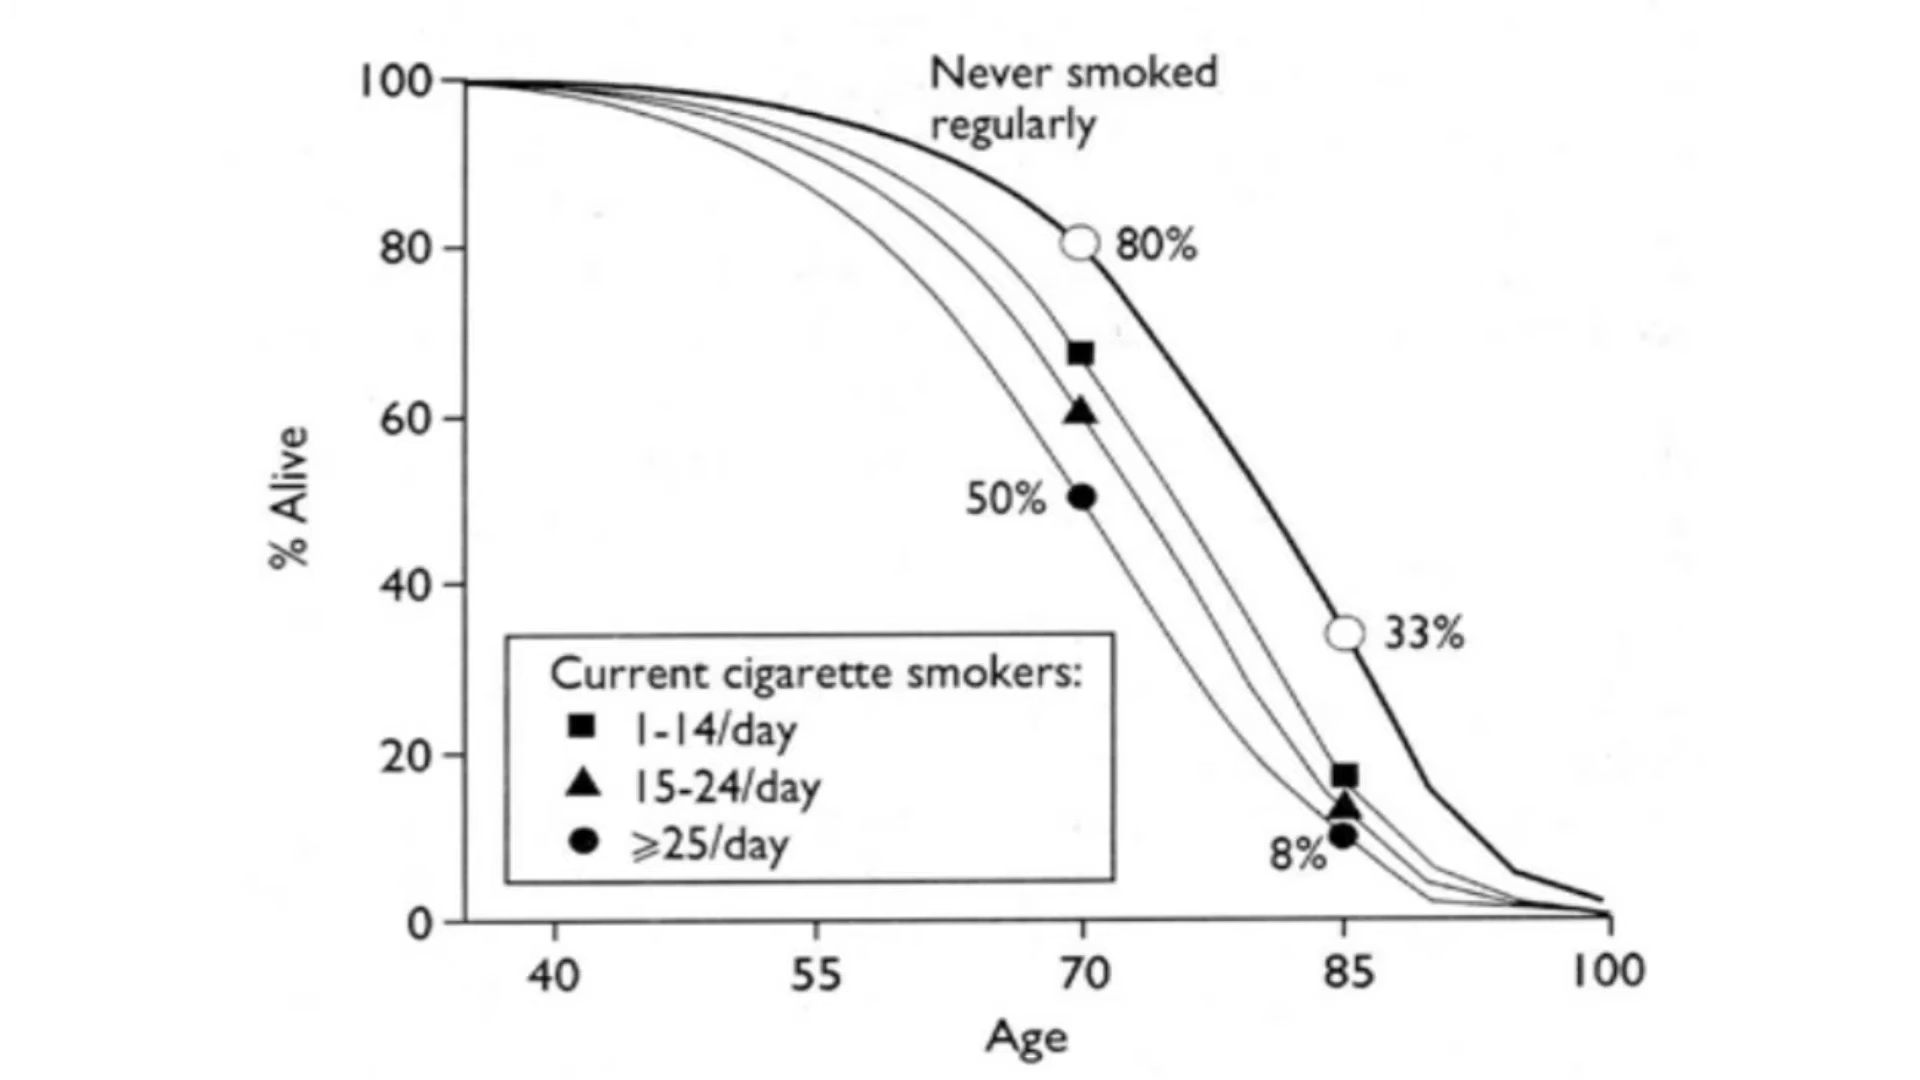 Never smoked
regularly
100
80
60
40
20
0
% Alive
80%
50%
33%
8%
Current cigarette smokers:
1-14/day
15-24/day
⩾25/day
40 55 70 85 100
Age